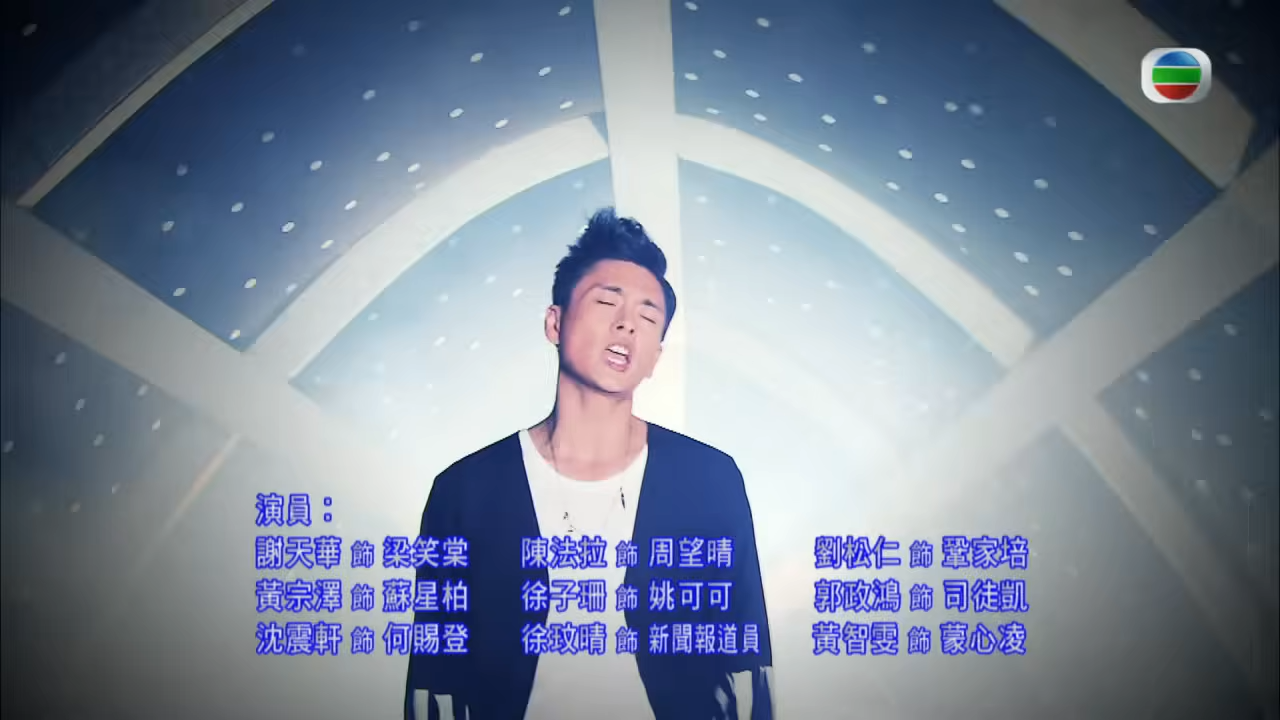 演員：
謝天華 飾 梁笑棠 陳法拉 飾 周望晴 劉松仁 飾 鞏家培
黃宗澤 飾 蘇星柏 徐子珊 飾 姚可可 郭政鴻 飾 司徒凱
沈震軒 飾 何賜登 徐玟晴 飾 新聞報道員 黃智雯 飾 蒙心凌